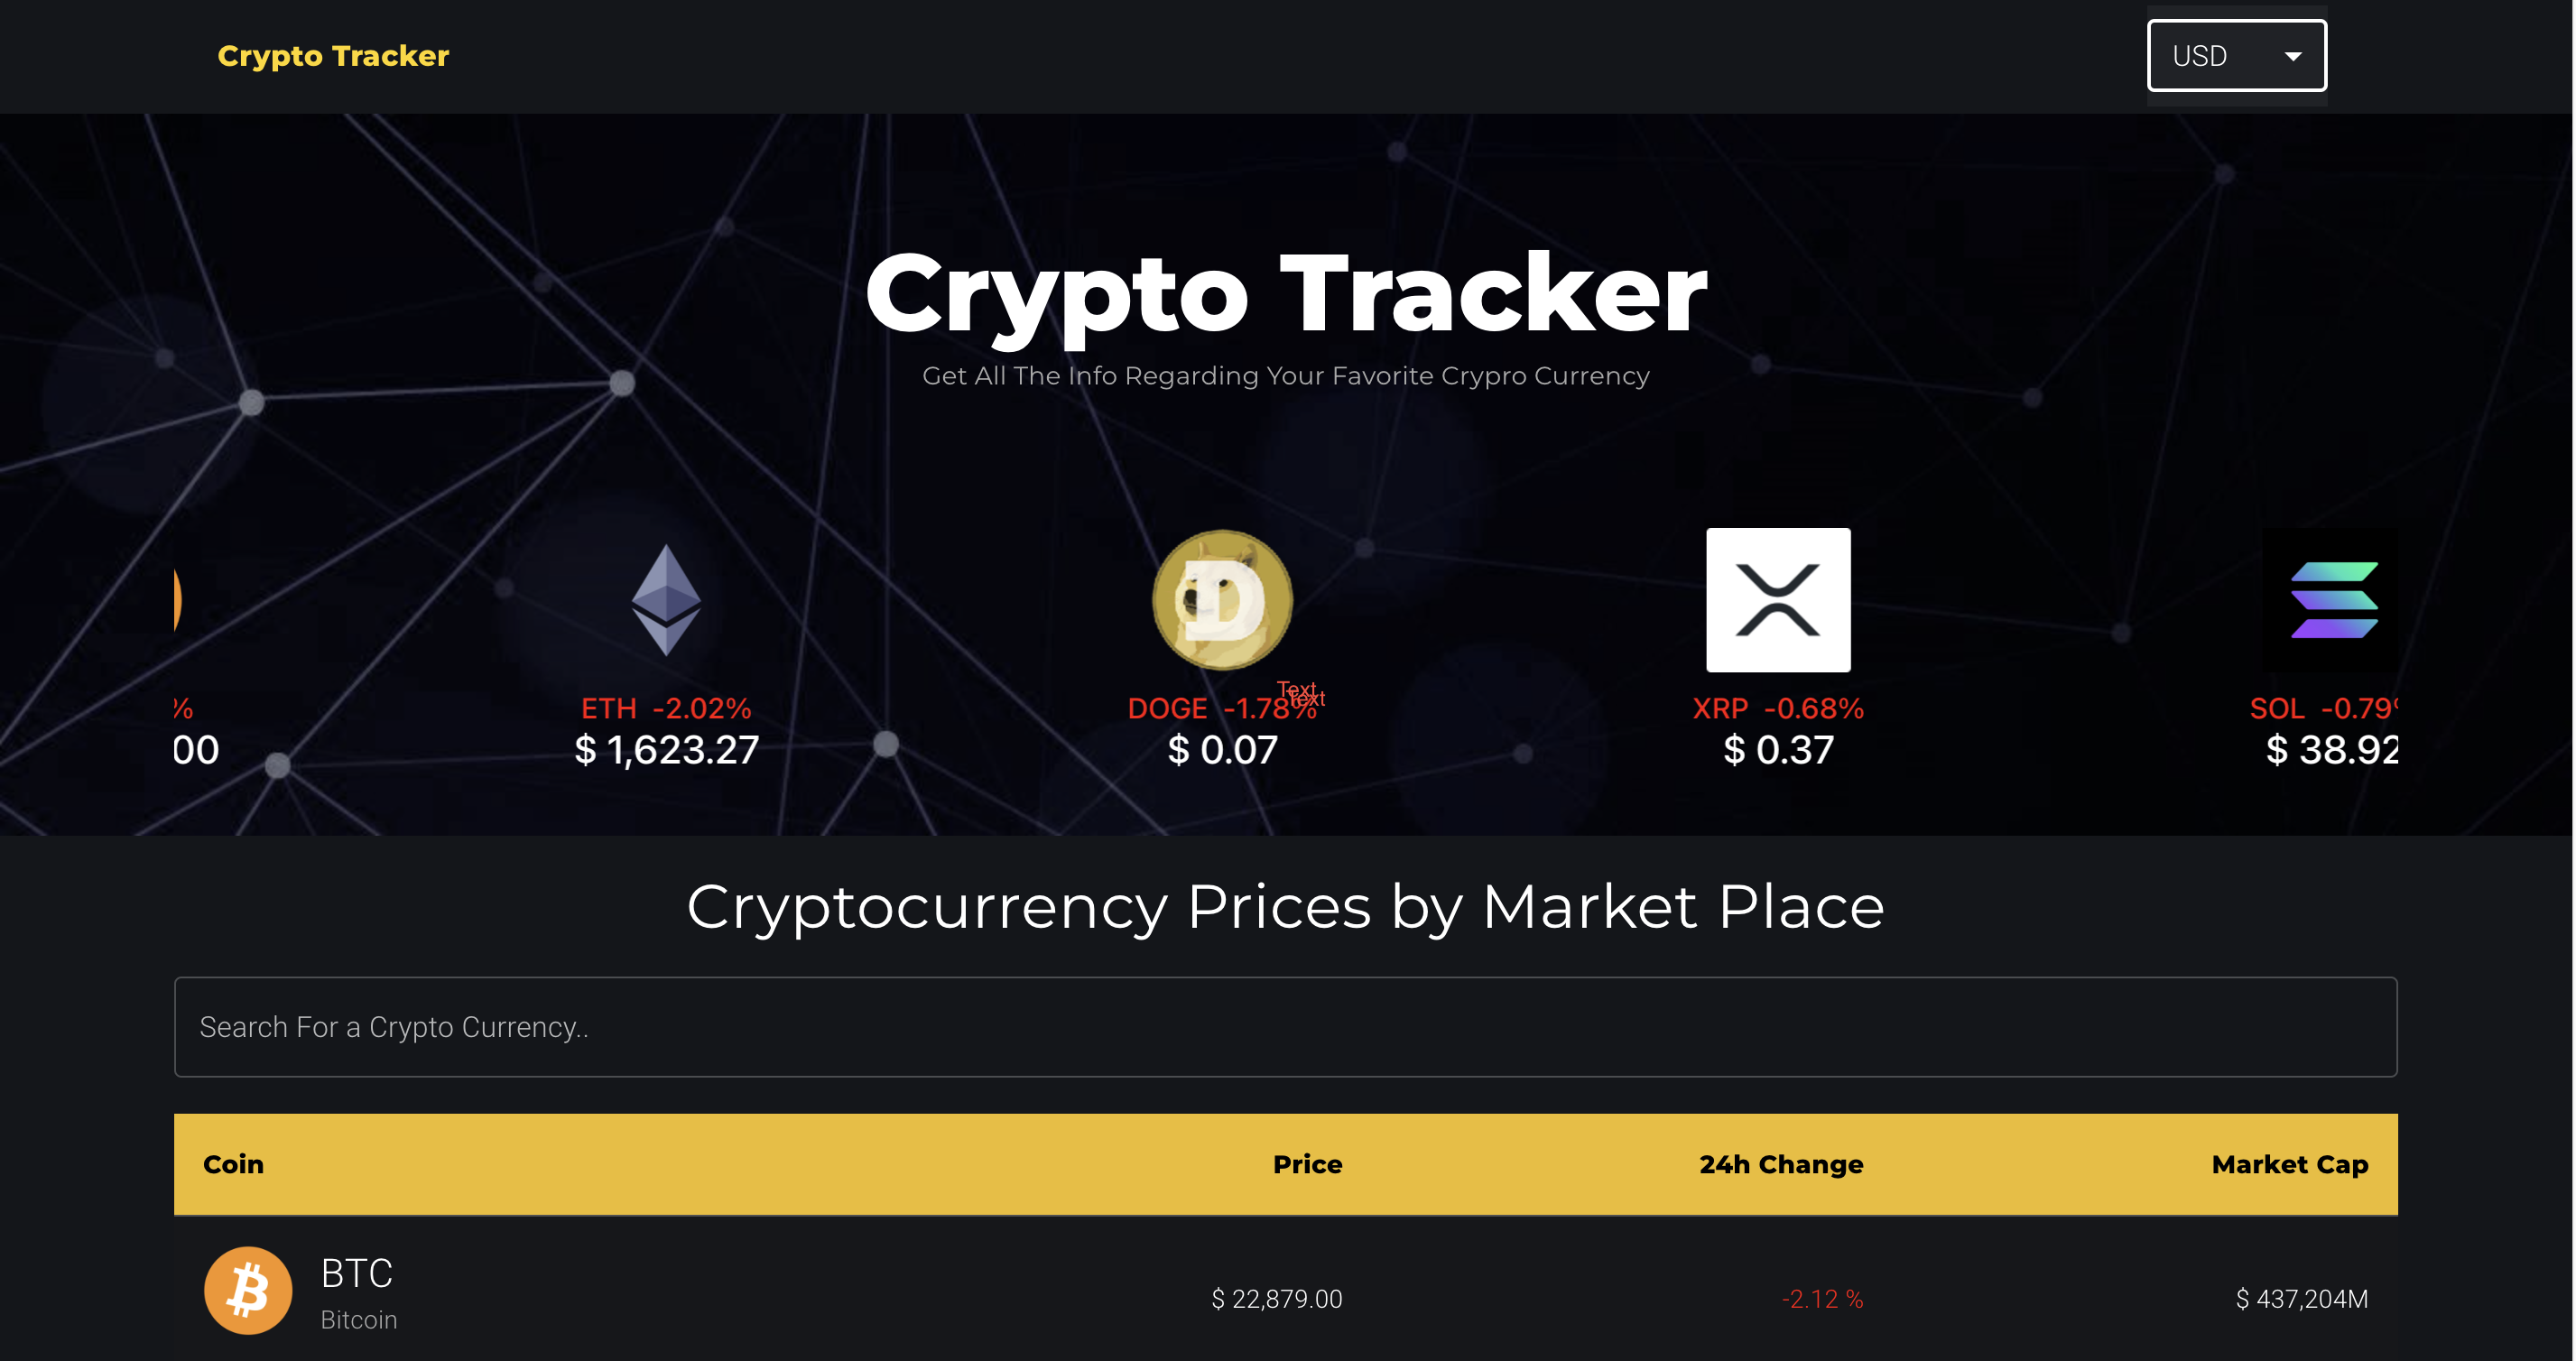 Crypto Tracker
USD
Crypto Tracker
Get All The Info Regarding Your Favorite Crypro Currency
Text
Text
% ETH -2.02% DOGE -1.78% XRP -0.68% SOL -0.79%
00 $ 1,623.27 $ 0.07 $ 0.37 $ 38.92
Cryptocurrency Prices by Market Place
Search For a Crypto Currency..
Coin Price 24h Change Market Cap
BTC
Bitcoin
$ 22,879.00 -2.12 % $ 437,204M